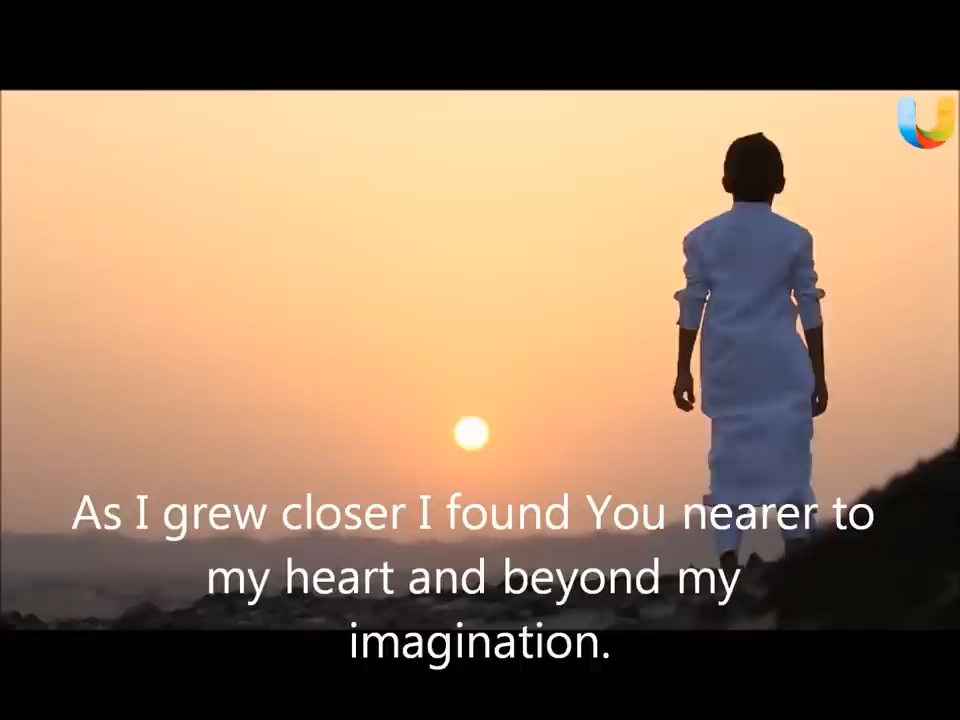 As I grew closer I found You nearer to
my heart and beyond my
imagination.